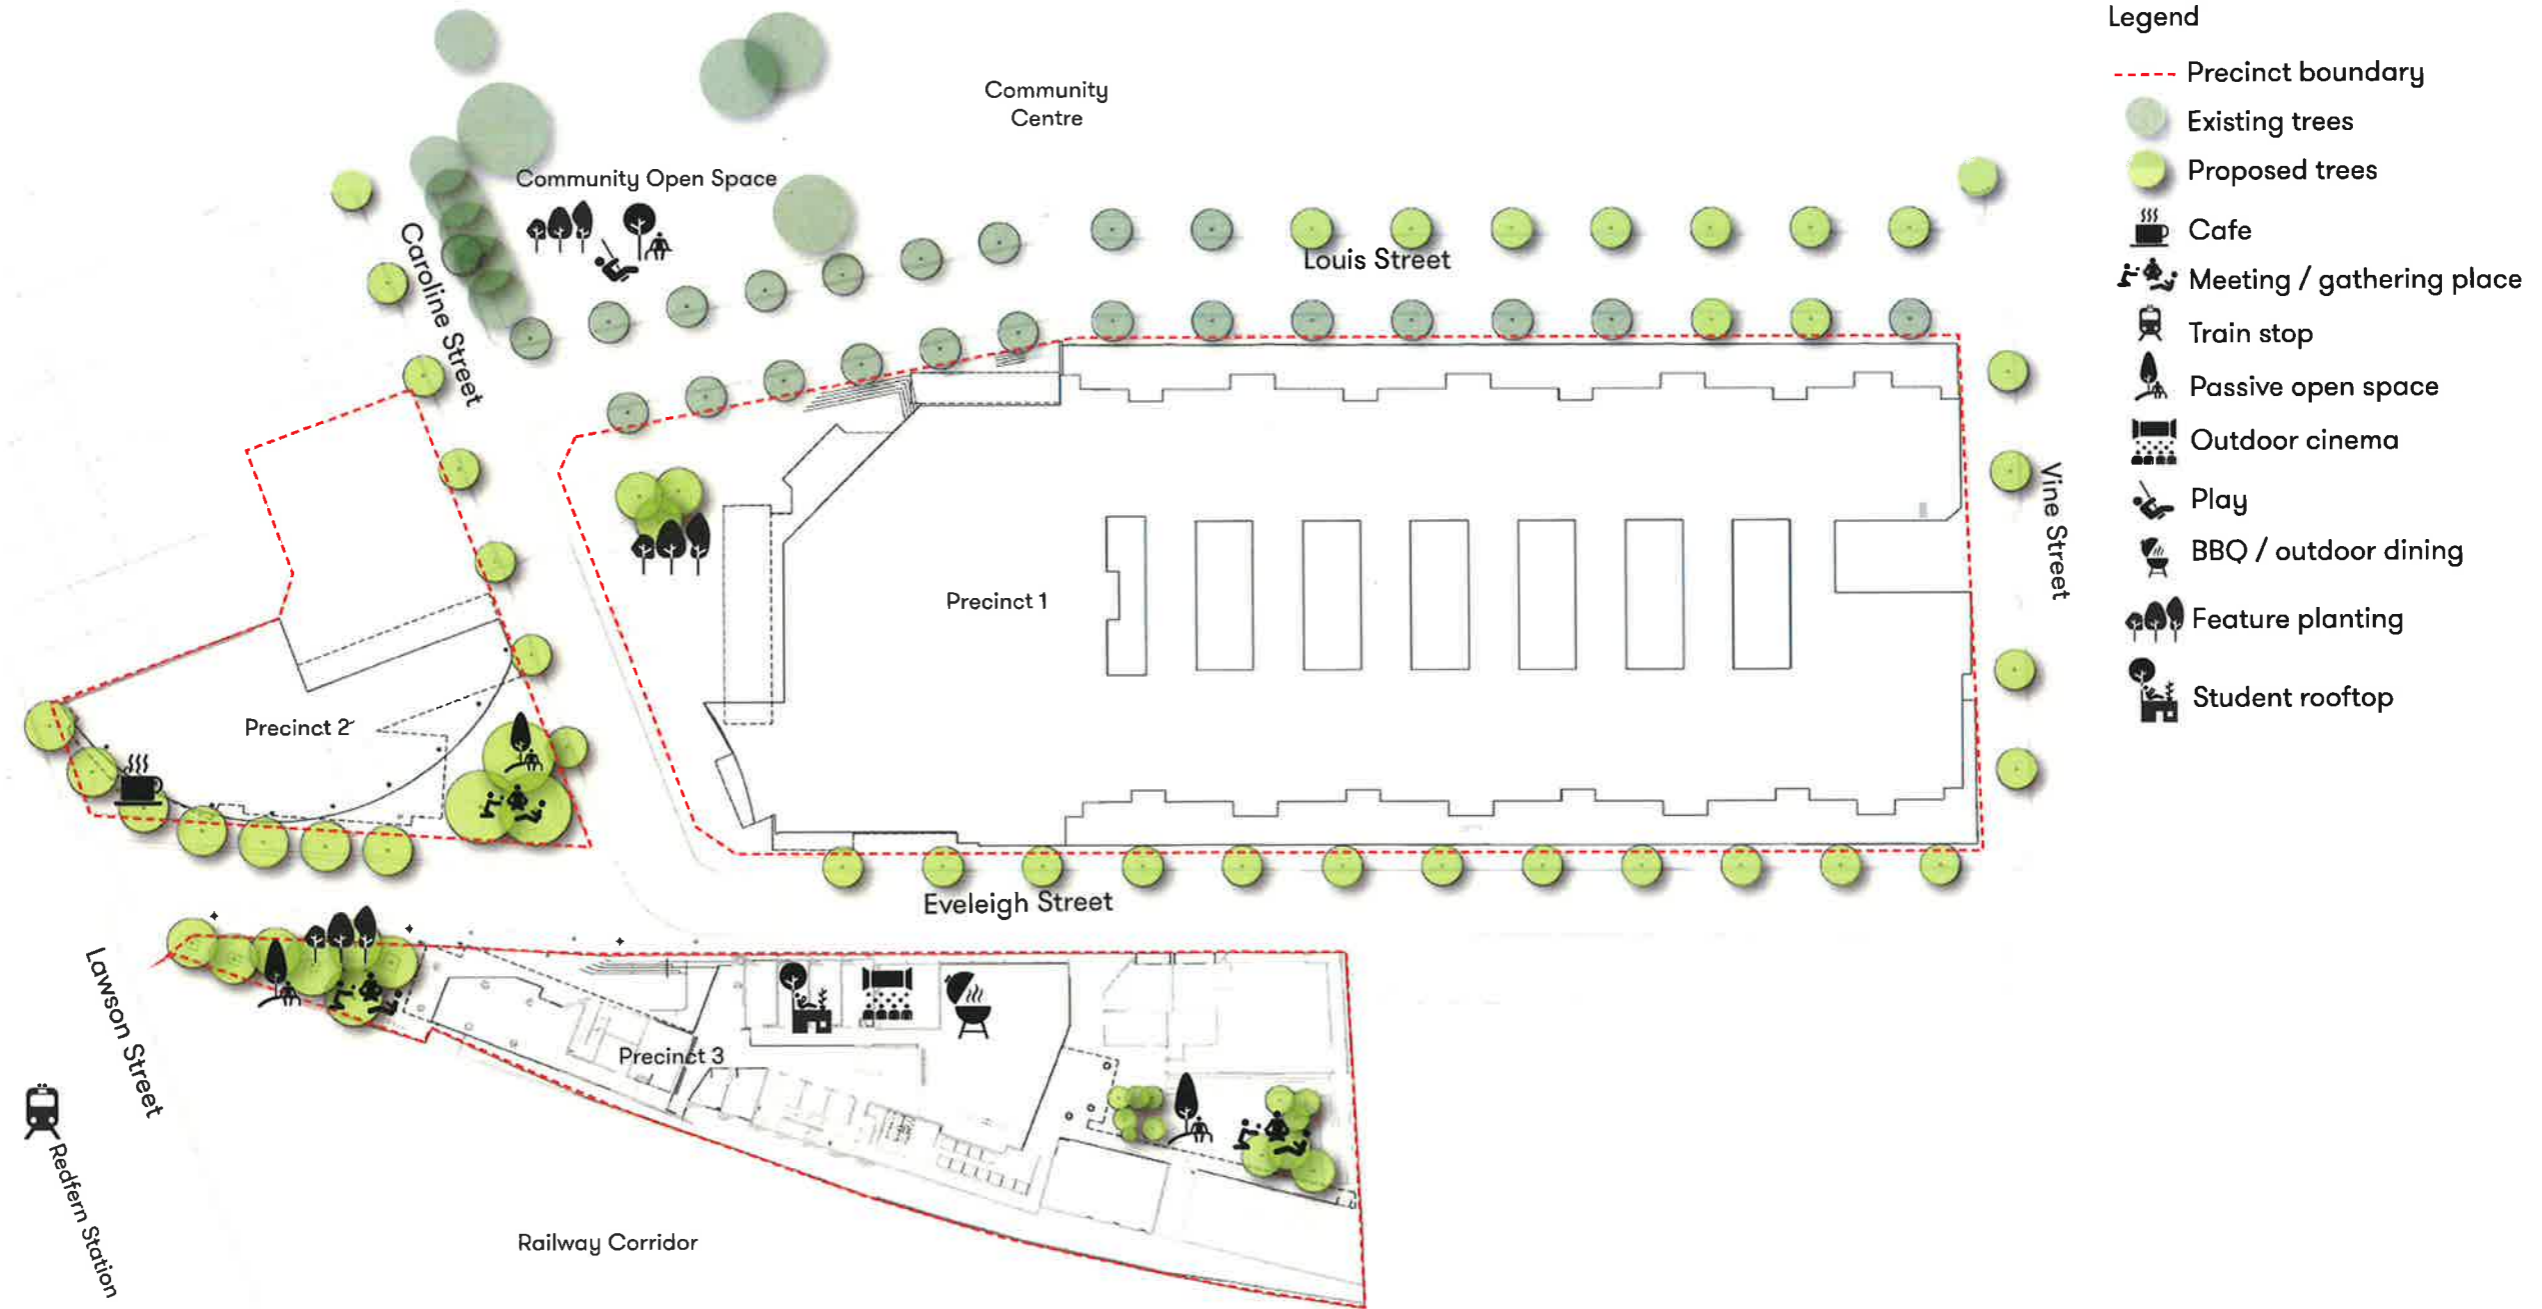 Legend
Precinct boundary
Existing trees
Proposed trees
Cafe
Meeting / gathering place
Train stop
Passive open space
Outdoor cinema
Play
BBQ / outdoor dining
Feature planting
Student rooftop
Community
Centre
Community Open Space
Caroline Street
Louis Street
Vine Street
Precinct 1
Precinct 2
Eveleigh Street
Lawson Street
Precinct 3
Redfern Station
Railway Corridor